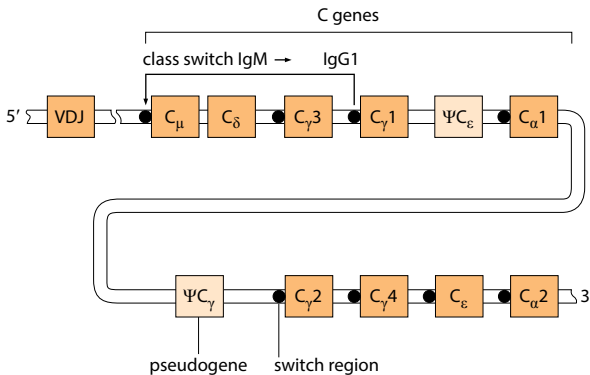 C genes
class switch IgM → IgG1
5′ VDJ Cμ Cδ Cγ3 Cγ1 ΨCε Cα1
ΨCγ Cγ2 Cγ4 Cε Cα2 3
pseudogene switch region